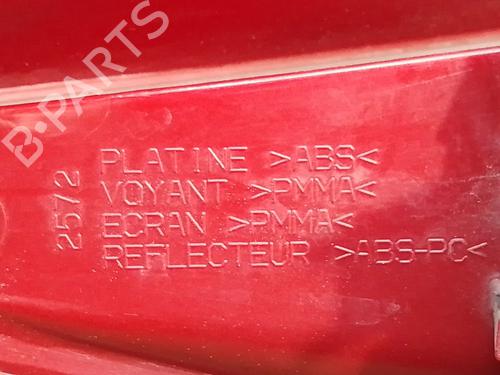 B-PARTS
PLATINE >ABS<
VOYANT >PMMA<
ECRAN >PMMA<
REFLECTEUR >ABS-PC<
2572